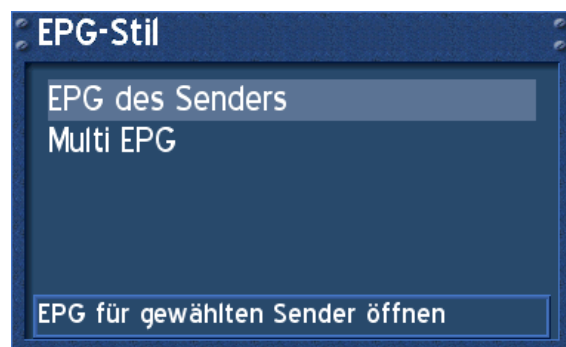 EPG-Stil
EPG des Senders
Multi EPG
EPG für gewählten Sender öffnen